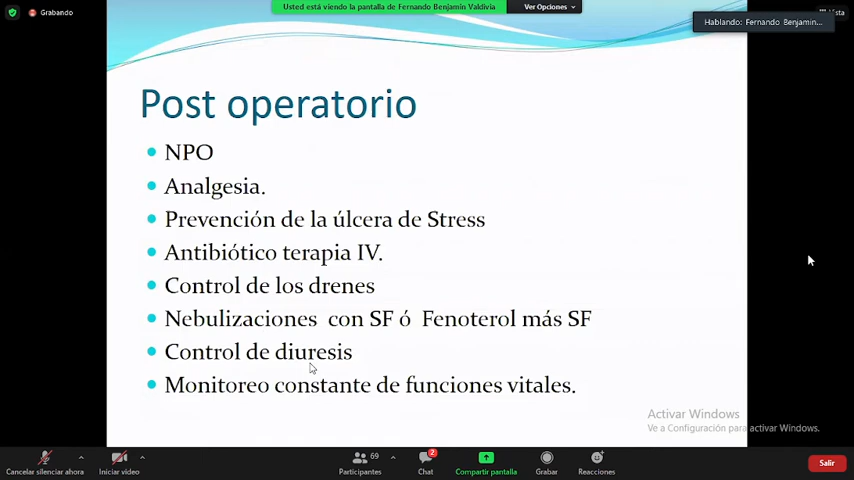 Grabando
Usted está viendo la pantalla de Fernando Benjamin Valdivia
Ver Opciones
Vista
Hablando: Fernando Benjamin...
Post operatorio
NPO
Analgesia.
Prevención de la úlcera de Stress
Antibiótico terapia IV.
Control de los drenes
Nebulizaciones con SF ó Fenoterol más SF
Control de diuresis
Monitoreo constante de funciones vitales.
Activar Windows
Ve a Configuración para activar Windows.
69
2
Cancelar silenciar ahora
Iniciar video
Participantes
Chat
Compartir pantalla
Grabar
Reacciones
Salir